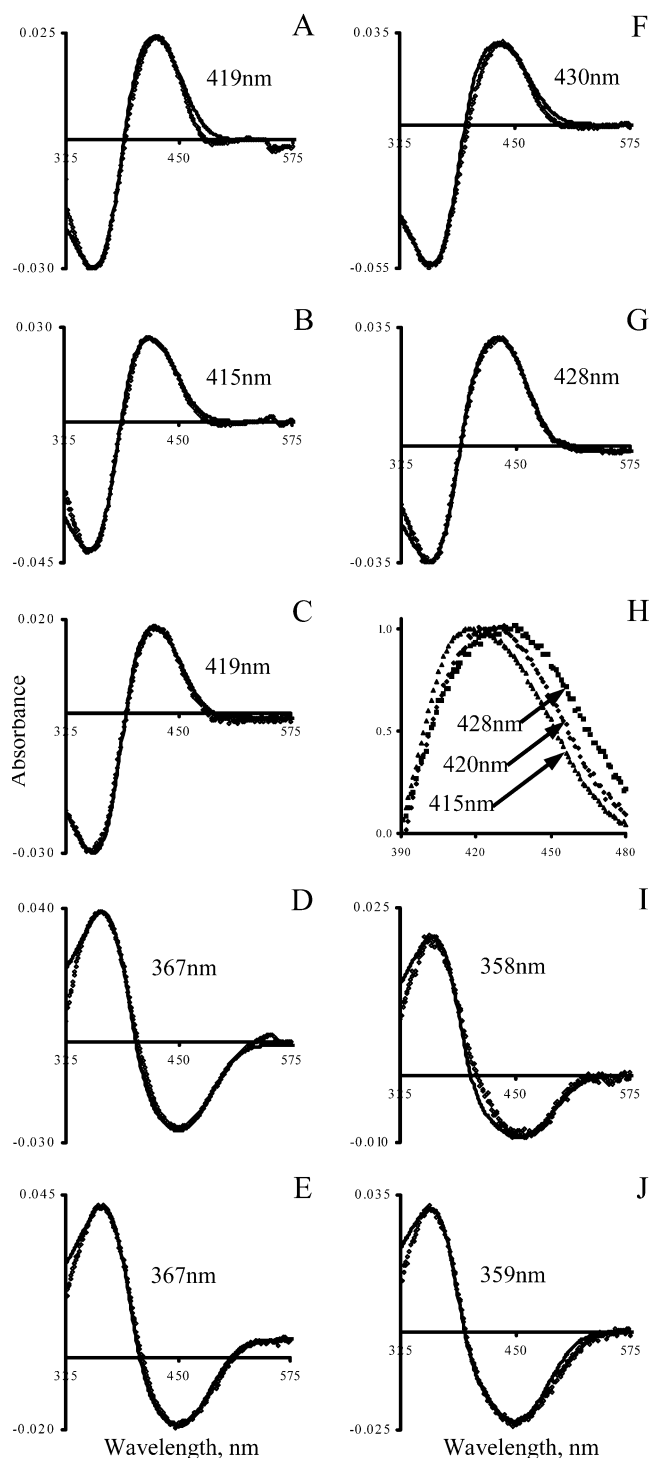 A
0.025
419nm
325 450 575
-0.030
F
0.035
430nm
325 450 575
-0.055
B
0.030
415nm
325 450 575
-0.045
G
0.035
428nm
325 450 575
-0.035
C
0.020
419nm
325 450 575
-0.030
Absorbance
H
1.0
0.5
0.0
428nm
420nm
415nm
390 420 450 480
D
0.040
367nm
325 450 575
-0.030
I
0.025
358nm
325 450 575
-0.010
E
0.045
367nm
325 450 575
-0.020
Wavelength, nm
J
0.035
359nm
325 450 575
-0.025
Wavelength, nm